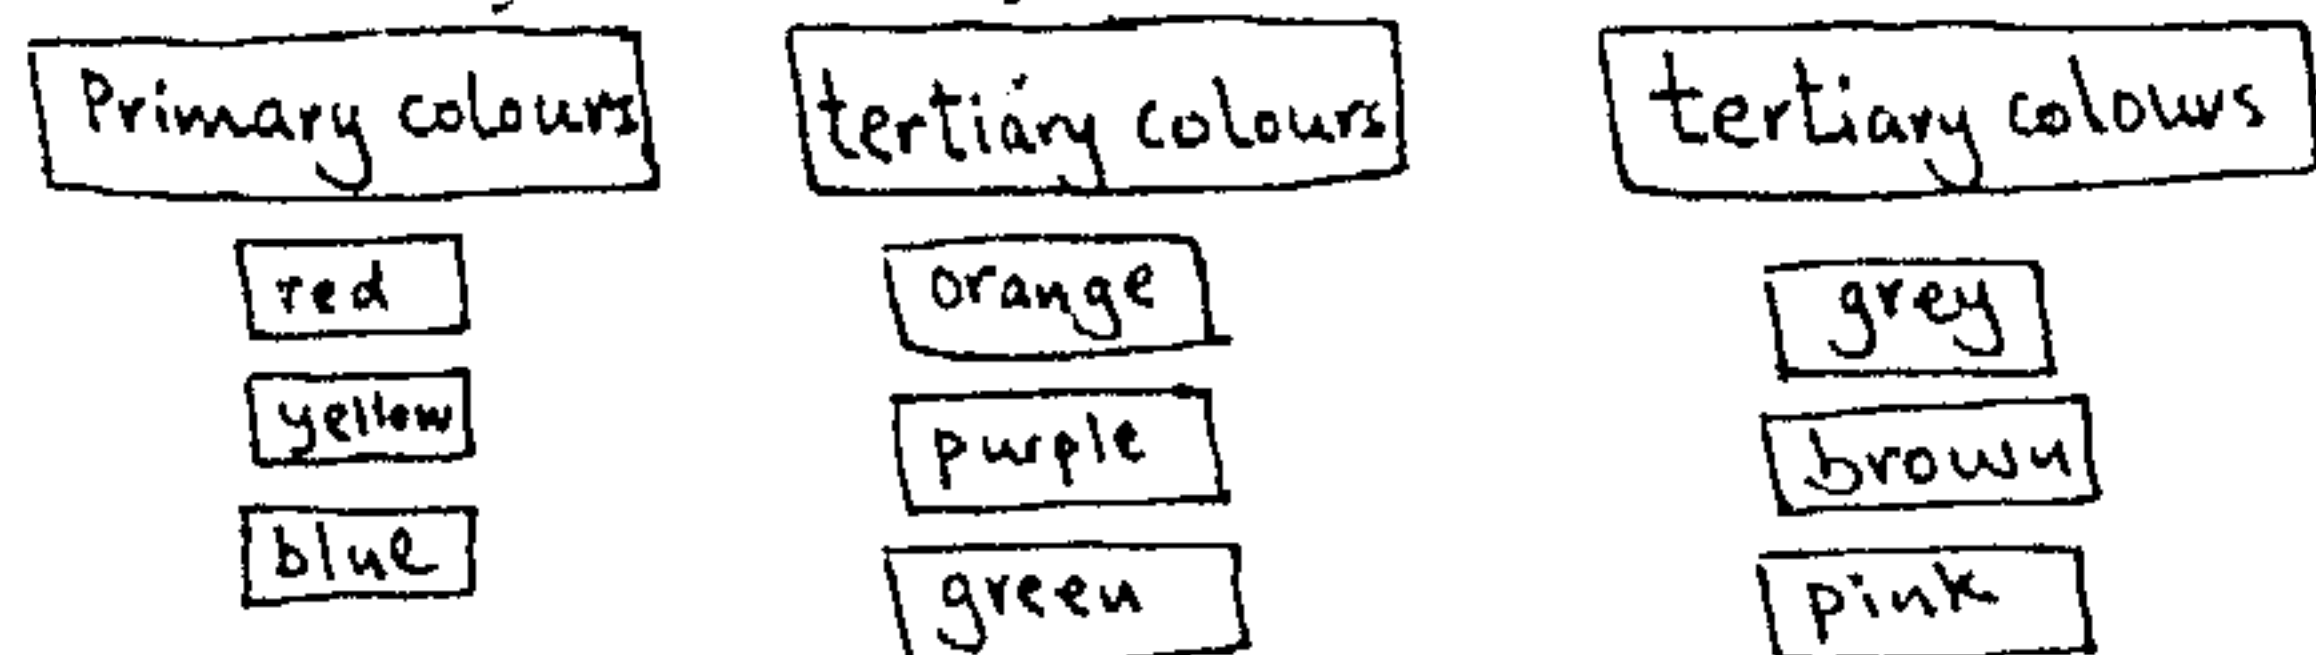 Primary colours tertiary colours tertiary colours
red orange grey
yellow purple brown
blue green pink